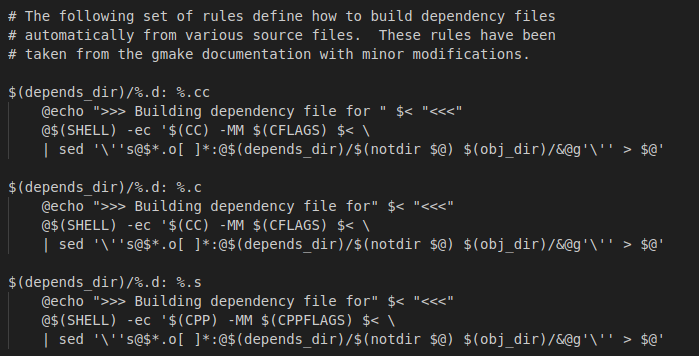 # The following set of rules define how to build dependency files
# automatically from various source files.  These rules have been
# taken from the gmake documentation with minor modifications.

$(depends_dir)/%.d: %.cc
    @echo ">>> Building dependency file for " $< "<<<"
    @$(SHELL) -ec '$(CC) -MM $(CFLAGS) $< \
    | sed '\''s@$*.o[ ]*:@$(depends_dir)/$(notdir $@) $(obj_dir)/&@g'\'' > $@'

$(depends_dir)/%.d: %.c
    @echo ">>> Building dependency file for" $< "<<<"
    @$(SHELL) -ec '$(CC) -MM $(CFLAGS) $< \
    | sed '\''s@$*.o[ ]*:@$(depends_dir)/$(notdir $@) $(obj_dir)/&@g'\'' > $@'

$(depends_dir)/%.d: %.s
    @echo ">>> Building dependency file for" $< "<<<"
    @$(SHELL) -ec '$(CPP) -MM $(CPPFLAGS) $< \
    | sed '\''s@$*.o[ ]*:@$(depends_dir)/$(notdir $@) $(obj_dir)/&@g'\'' > $@'